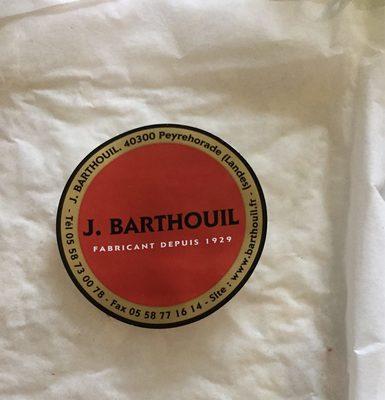 J. BARTHOUIL. 40300 Peyrehorade (Landes) - Tél 05 58 73 00 78 - Fax 05 58 77 16 14 - Site : www.barthouil.fr -
J. BARTHOUIL
FABRICANT DEPUIS 1929